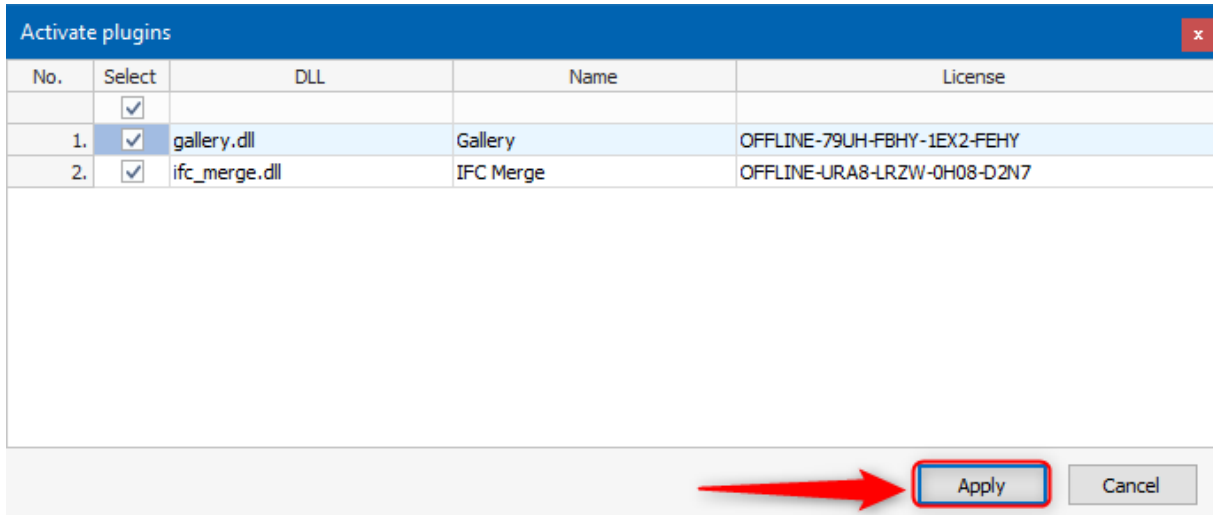 Activate plugins
x
No. Select DLL Name License
1. gallery.dll Gallery OFFLINE-79UH-FBHY-1EX2-FEHY
2. ifc_merge.dll IFC Merge OFFLINE-URA8-LRZW-0H08-D2N7
Apply Cancel